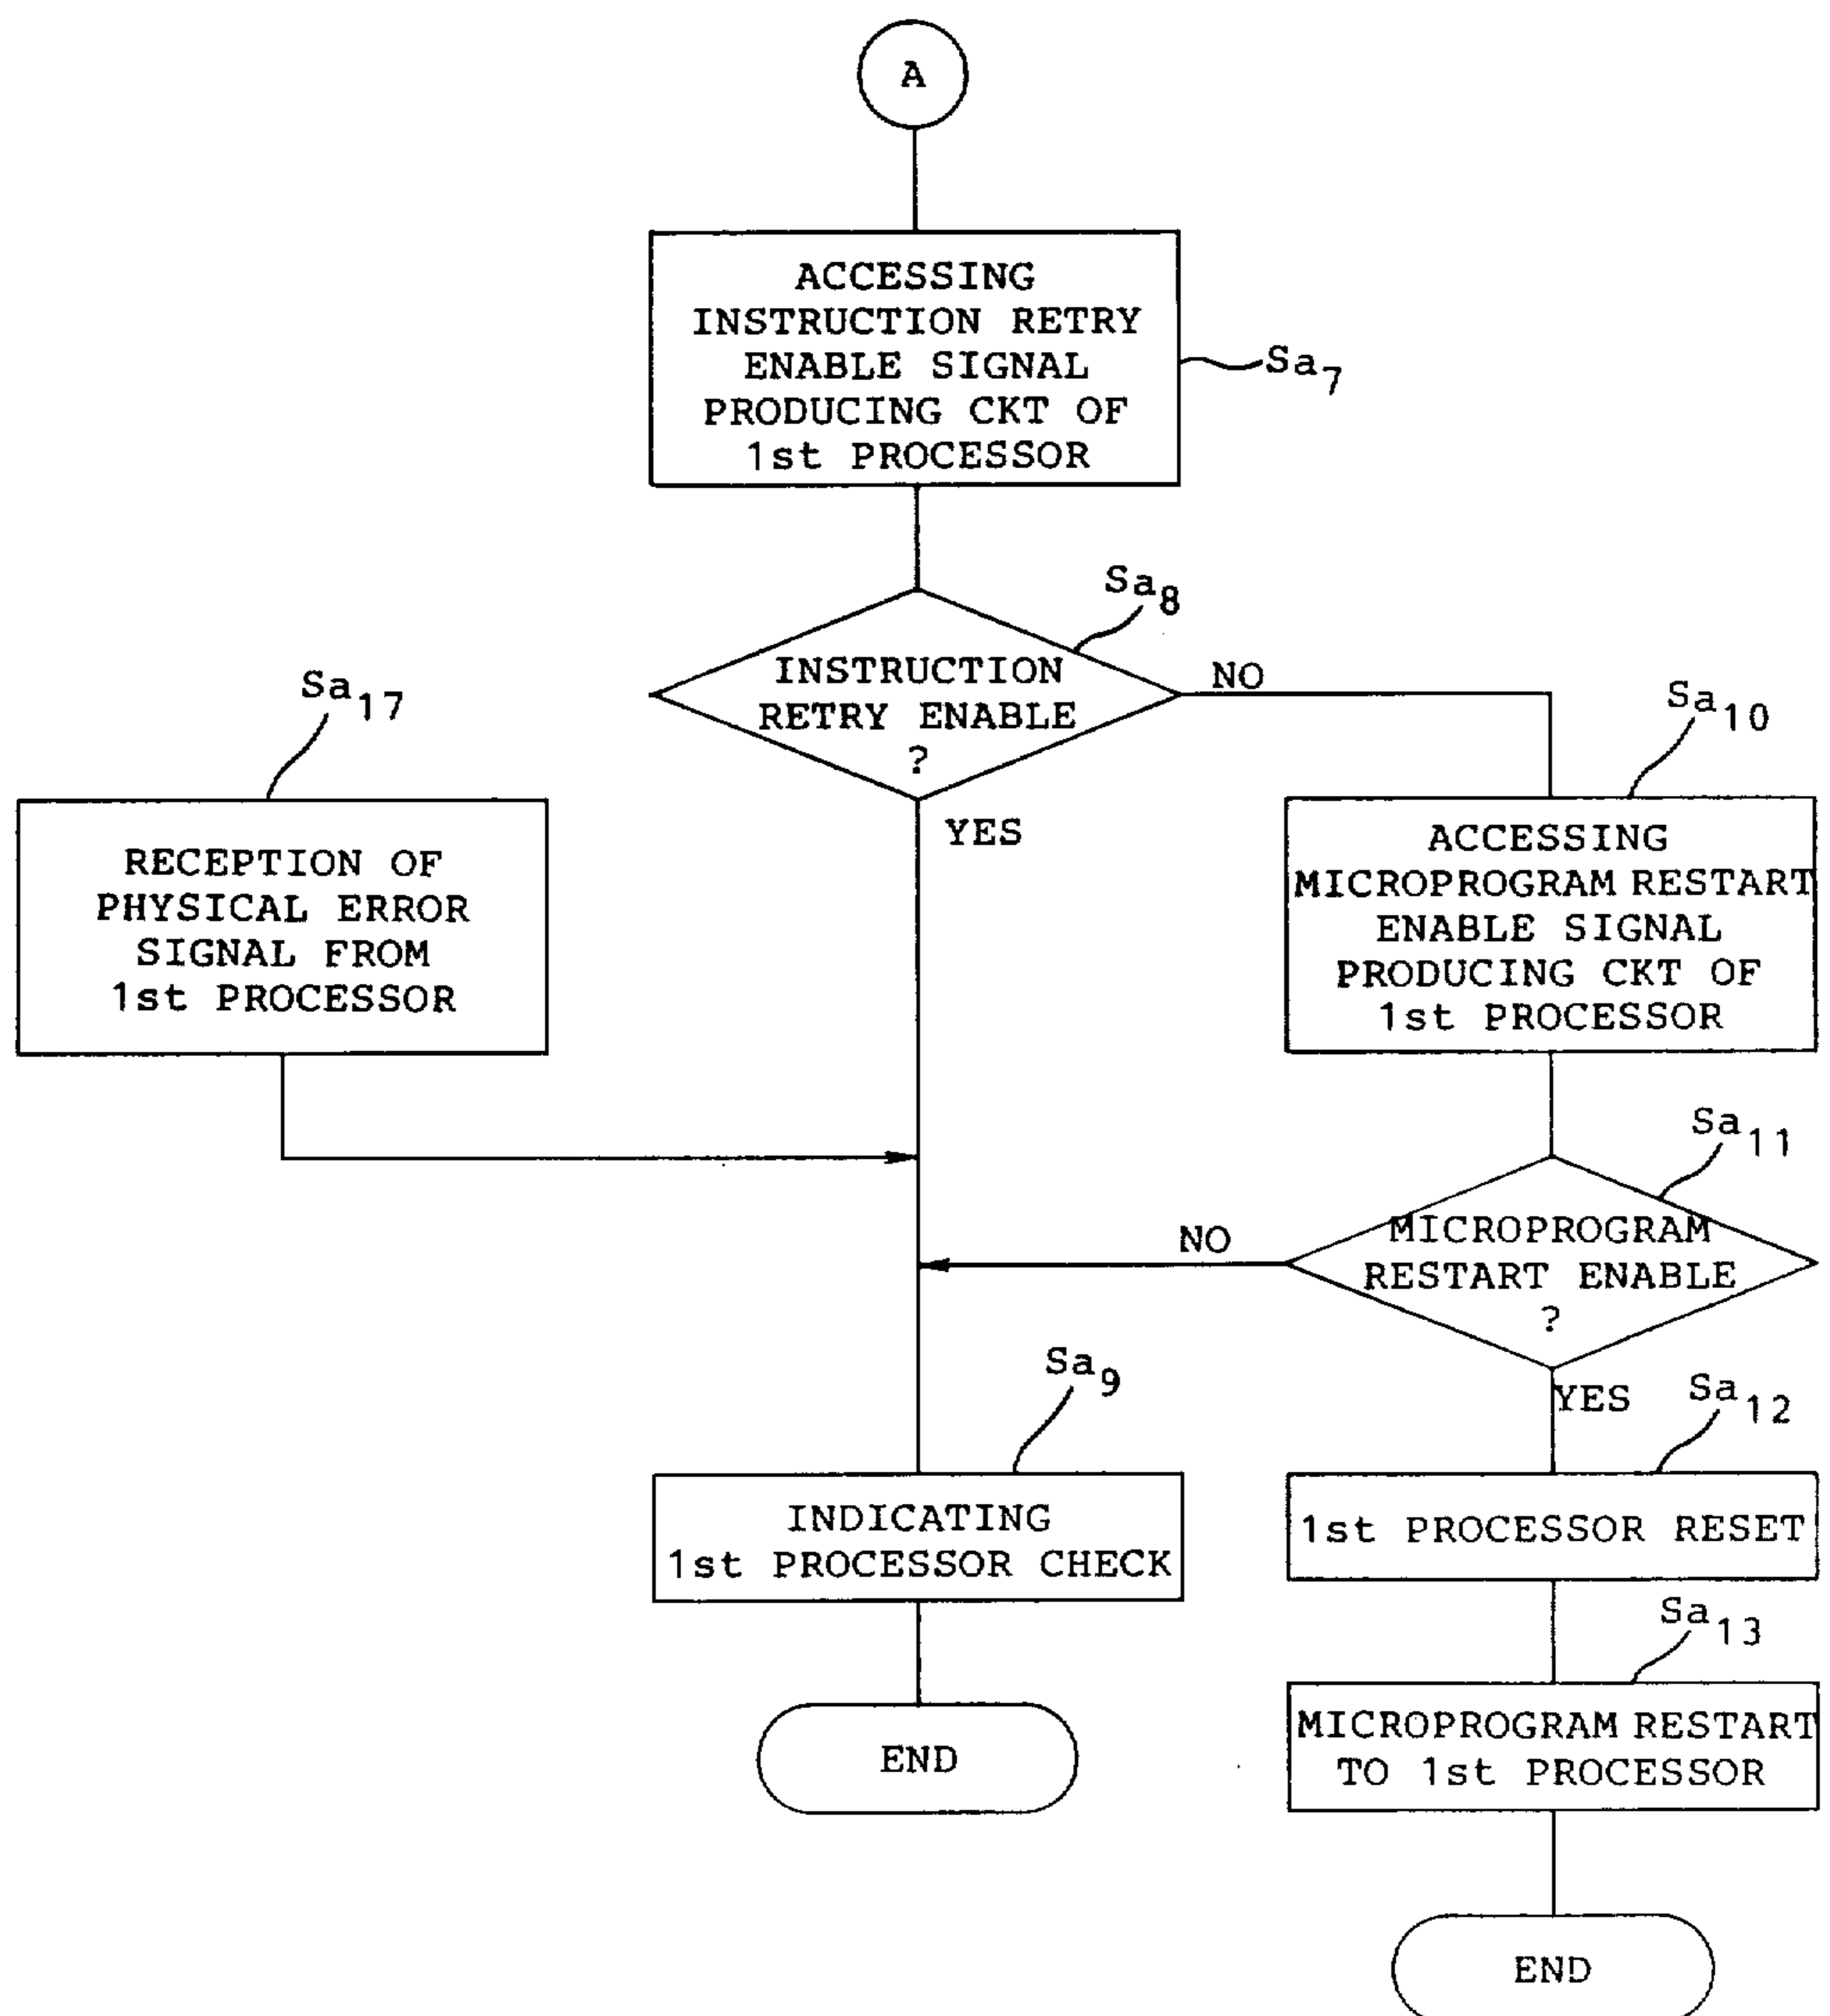 A
ACCESSING
INSTRUCTION RETRY
ENABLE SIGNAL
PRODUCING CKT OF
1st PROCESSOR
Sa7
Sa8
INSTRUCTION
RETRY ENABLE
?
NO
YES
Sa17
RECEPTION OF
PHYSICAL ERROR
SIGNAL FROM
1st PROCESSOR
Sa10
ACCESSING
MICROPROGRAM RESTART
ENABLE SIGNAL
PRODUCING CKT OF
1st PROCESSOR
Sa11
MICROPROGRAM
RESTART ENABLE
?
NO
YES
Sa9
INDICATING
1st PROCESSOR CHECK
END
Sa12
1st PROCESSOR RESET
Sa13
MICROPROGRAM RESTART
TO 1st PROCESSOR
END